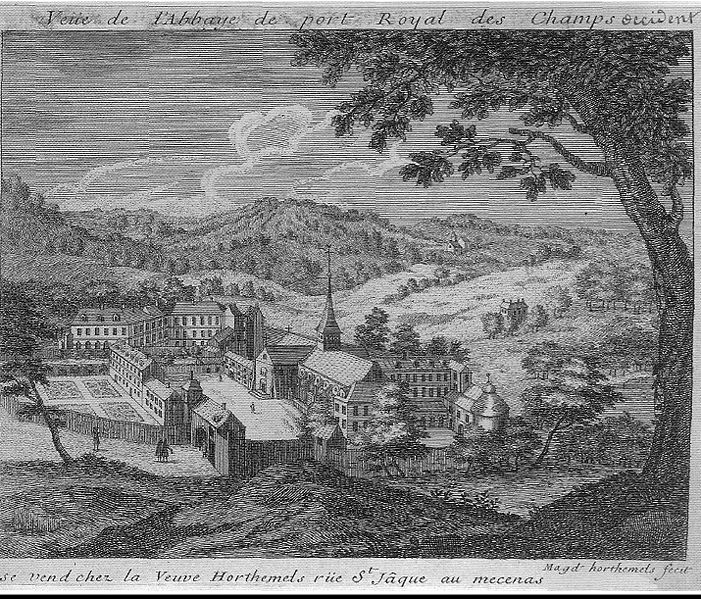 Veüe de l'Abbaye de port Royal des Champs occident
Magd. horthemels fecit
se vend chez la Veuve Horthemels rüe St Jâque au mecenas